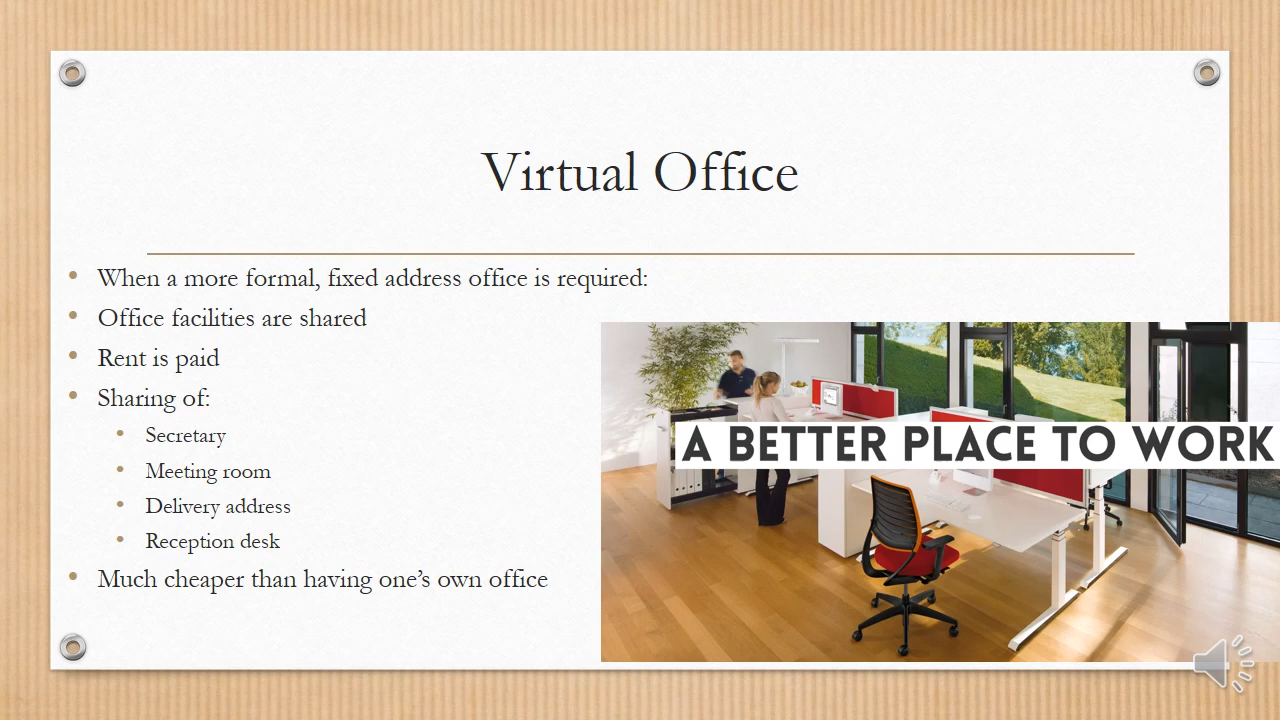 Virtual Office
When a more formal, fixed address office is required:
Office facilities are shared
Rent is paid
Sharing of:
Secretary
Meeting room
Delivery address
Reception desk
Much cheaper than having one’s own office
A BETTER PLACE TO WORK